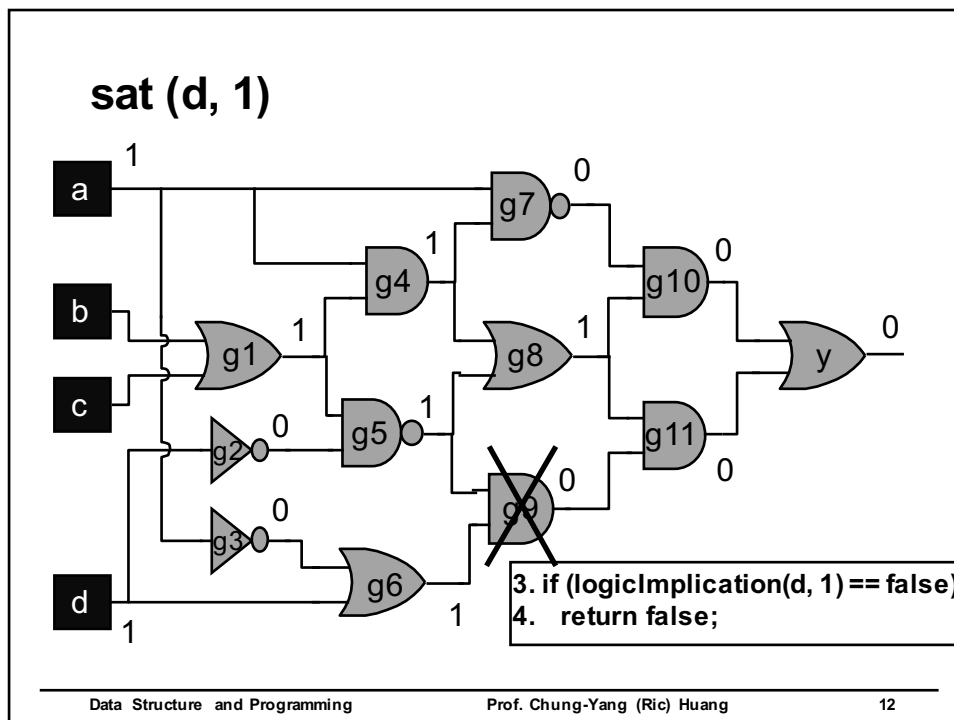 sat (d, 1)
1
a
0
g7
1
0
g4
g10
b
1
1
0
g1
g8
y
c
1
0
g5
g11
g2
0
0
g9
0
g3
3. if (logicImplication(d, 1) == false)
g6
d
1
4. return false;
1
Data Structure and Programming Prof. Chung-Yang (Ric) Huang 12